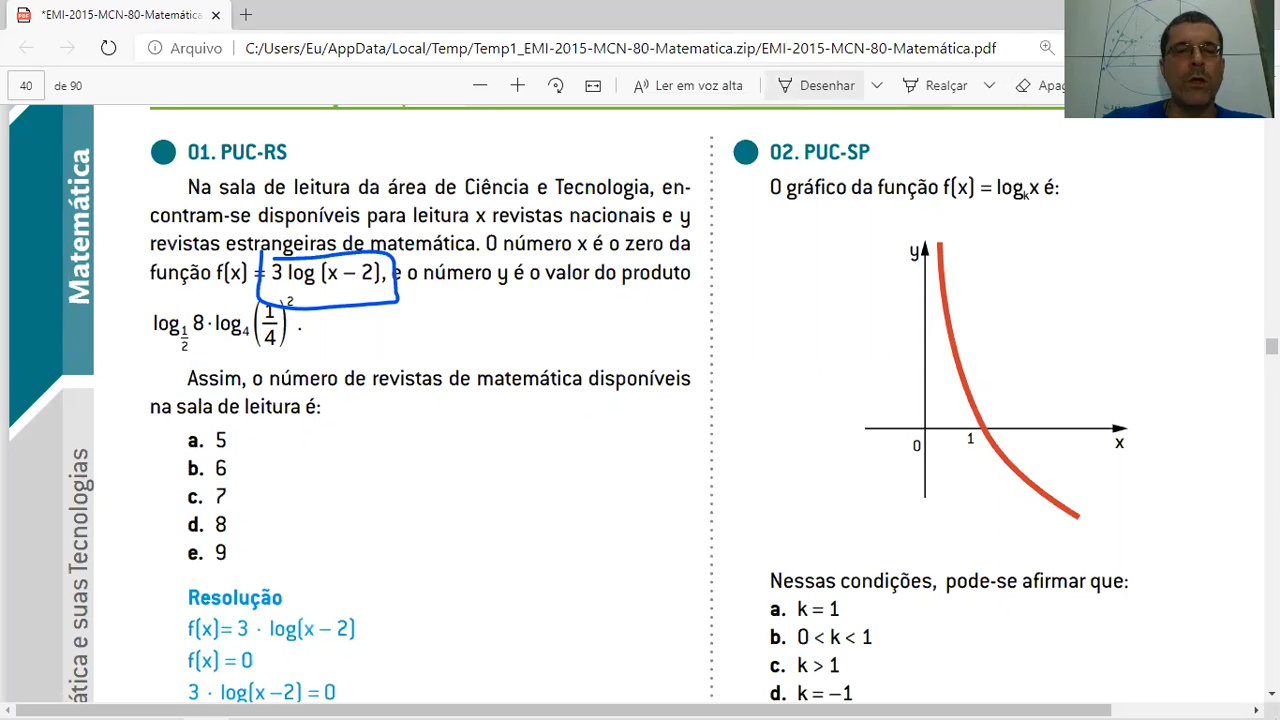 *EMI-2015-MCN-80-Matemática
Arquivo
C:/Users/Eu/AppData/Local/Temp/Temp1_EMI-2015-MCN-80-Matematica.zip/EMI-2015-MCN-80-Matemática.pdf
40 de 90
Ler em voz alta
Desenhar
Realçar
Matemática
ática e suas Tecnologias
01. PUC-RS
Na sala de leitura da área de Ciência e Tecnologia, en-
contram-se disponíveis para leitura x revistas nacionais e y
revistas estrangeiras de matemática. O número x é o zero da
função f(x) = 3 log (x – 2), e o número y é o valor do produto
log_{1/2} 8 · log₄ (1/4)² .
Assim, o número de revistas de matemática disponíveis
na sala de leitura é:
a. 5
b. 6
c. 7
d. 8
e. 9
Resolução
f(x)= 3 · log(x – 2)
f(x) = 0
3 · log(x –2) = 0
02. PUC-SP
O gráfico da função f(x) = logₖx é:
y
0
1
x
Nessas condições, pode-se afirmar que:
a. k = 1
b. 0 < k < 1
c. k > 1
d. k = –1